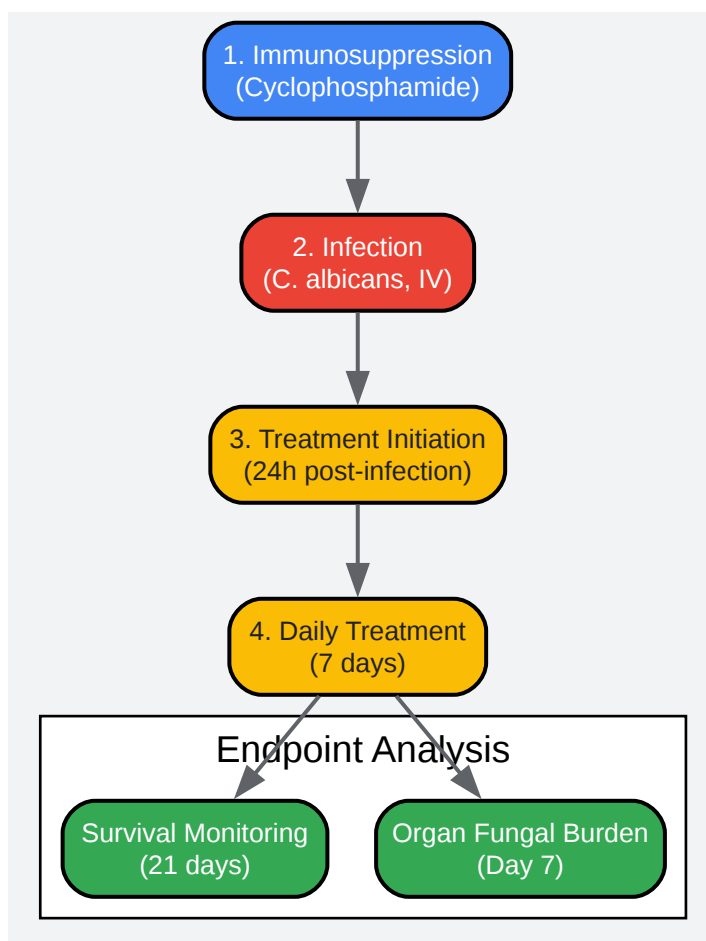 1. Immunosuppression
(Cyclophosphamide)
2. Infection
(C. albicans, IV)
3. Treatment Initiation
(24h post-infection)
4. Daily Treatment
(7 days)
Endpoint Analysis
Survival Monitoring
(21 days)
Organ Fungal Burden
(Day 7)